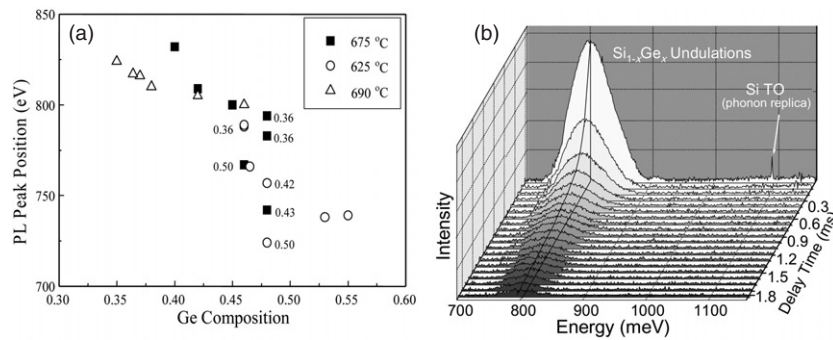 (a)
675 °C
625 °C
690 °C
PL Peak Position (eV)
850
800
750
700
0.36
0.36
0.36
0.50
0.42
0.43
0.50
0.30 0.35 0.40 0.45 0.50 0.55 0.60
Ge Composition
(b)
Si1-xGex Undulations
Si TO
(phonon replica)
Intensity
0.3
0.6
0.9
1.2
1.5
1.8
Delay Time (ms)
700 800 900 1000 1100
Energy (meV)